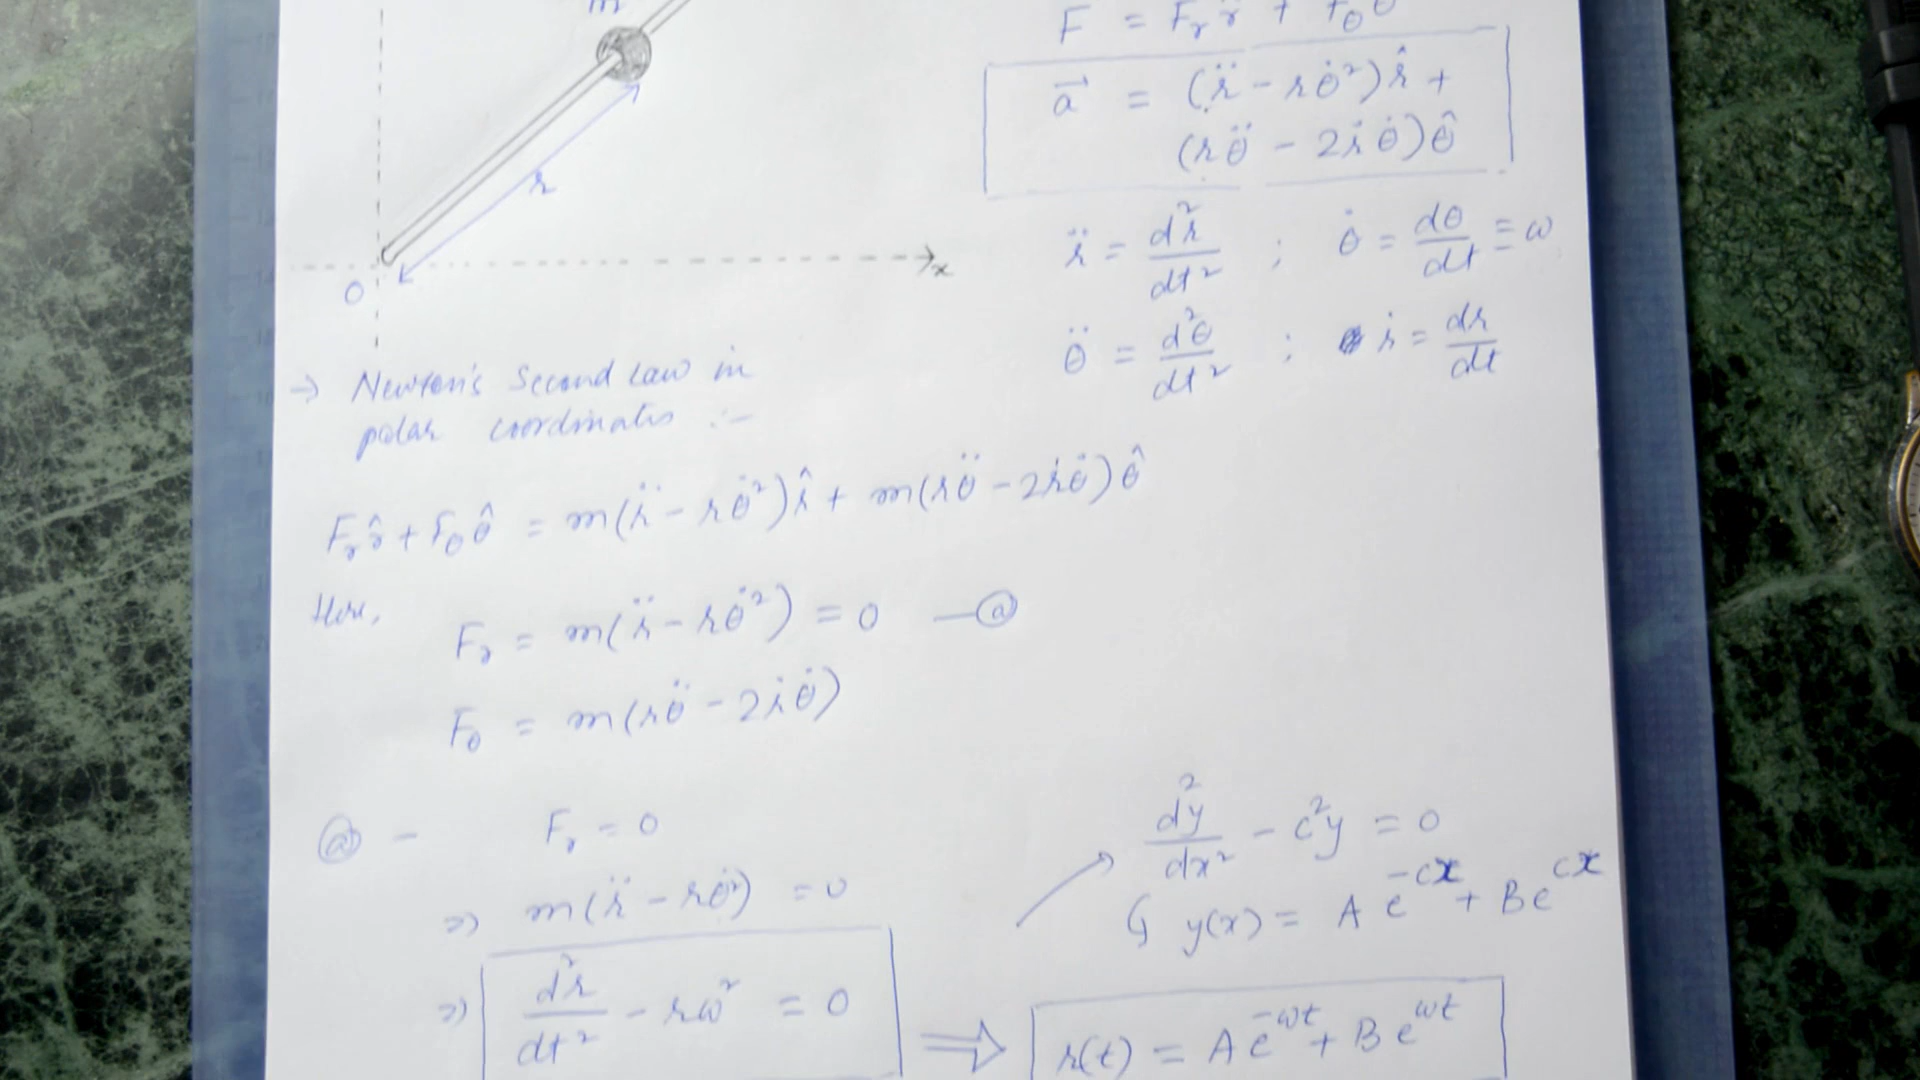 m
r
O
x
F = F_r r̂ + F_θ θ̂
a⃗ = (r̈ - rθ̇²)r̂ +
(rθ̈ - 2ṙθ̇)θ̂
r̈ = d²r/dt² ; θ̇ = dθ/dt ≡ ω
θ̈ = d²θ/dt² ; ṙ = dr/dt
→ Newton's Second Law in
polar coordinates :-
F_r r̂ + F_θ θ̂ = m(r̈ - rθ̇²)r̂ + m(rθ̈ - 2ṙθ̇)θ̂
Here,
F_r = m(r̈ - rθ̇²) = 0 —ⓐ
F_θ = m(rθ̈ - 2ṙθ̇)
ⓐ - F_r = 0
⇒ m(r̈ - rθ̇²) = 0
⇒ d²r/dt² - rω² = 0
d²y/dx² - c²y = 0
↳ y(x) = A e^{-cx} + B e^{cx}
⇒ r(t) = A e^{-ωt} + B e^{ωt}